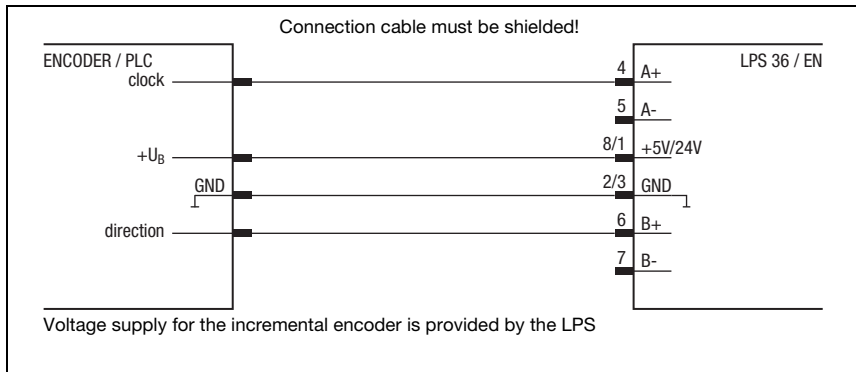 Connection cable must be shielded!
ENCODER / PLC
LPS 36 / EN
clock
4
A+
5
A-
+UB
8/1
+5V/24V
GND
2/3
GND
direction
6
B+
7
B-
Voltage supply for the incremental encoder is provided by the LPS